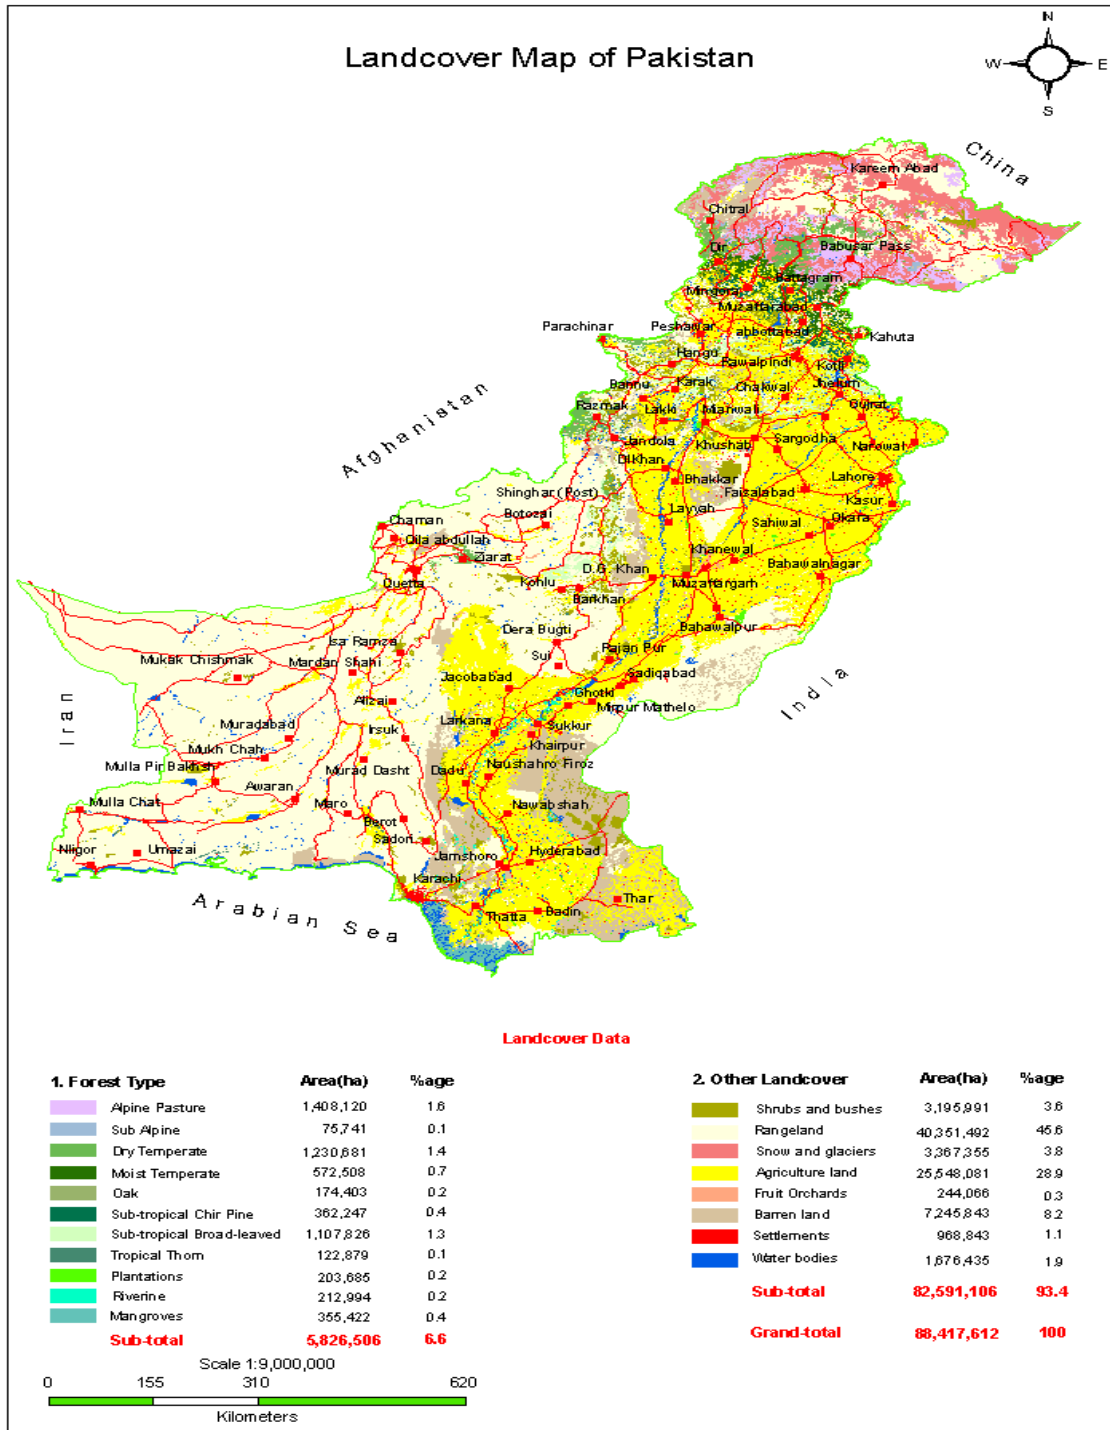 Landcover Map of Pakistan
N
W E
S
China
Kareem Abad
Chitral
Dir
Babusar Pass
Battagram
Mingora
Muzaffarabad
Parachinar
Peshawar
abbottabad
Kahuta
Hangu
Rawalpindi
Kotli
Bannu
Karak
Chakwal
Jhelum
Afghanistan
Razmak
Lakki
Mianwali
Gujrat
Jandola
Khushab
Sargodha
Narowal
DI Khan
Bhakkar
Faizalabad
Lahore
Shinghar (Post)
Kasur
Chaman
Botozai
Layyah
Sahiwal
Okara
Qila abdullah
Ziarat
Khanewal
Quetta
Kohlu
D.G. Khan
Muzaffargarh
Bahawalnagar
Barkhan
Isa Ramzai
Dera Bugti
Bahawalpur
Mukak Chishmak
Mardan Shahi
Sui
Rajan Pur
Jacobabad
Sadiqabad
Iran
India
Alizai
Ghotki
Mirpur Mathelo
Muradabad
Irsuk
Larkana
Sukkur
Mukh Chah
Khairpur
Mulla Pir Bakhsh
Murad Dasht
Dadu
Naushahro Firoz
Awaran
Mulla Chat
Maro
Berot
Nawabshah
Sadori
Nligor
Umazai
Jamshoro
Hyderabad
Karachi
Arabian Sea
Thatta
Badin
Thar
Landcover Data
1. Forest Type Area(ha) %age
Alpine Pasture 1,408,120 1.6
Sub Alpine 75,741 0.1
Dry Temperate 1,230,681 1.4
Moist Temperate 572,508 0.7
Oak 174,403 0.2
Sub-tropical Chir Pine 362,247 0.4
Sub-tropical Broad-leaved 1,107,826 1.3
Tropical Thorn 122,879 0.1
Plantations 203,685 0.2
Riverine 212,994 0.2
Mangroves 355,422 0.4
Sub-total 5,826,506 6.6
2. Other Landcover Area(ha) %age
Shrubs and bushes 3,195,991 3.6
Rangeland 40,351,492 45.6
Snow and glaciers 3,367,355 3.8
Agriculture land 25,548,081 28.9
Fruit Orchards 244,066 0.3
Barren land 7,245,843 8.2
Settlements 968,843 1.1
Water bodies 1,676,435 1.9
Sub-total 82,591,106 93.4
Grand-total 88,417,612 100
Scale 1:9,000,000
0 155 310 620
Kilometers